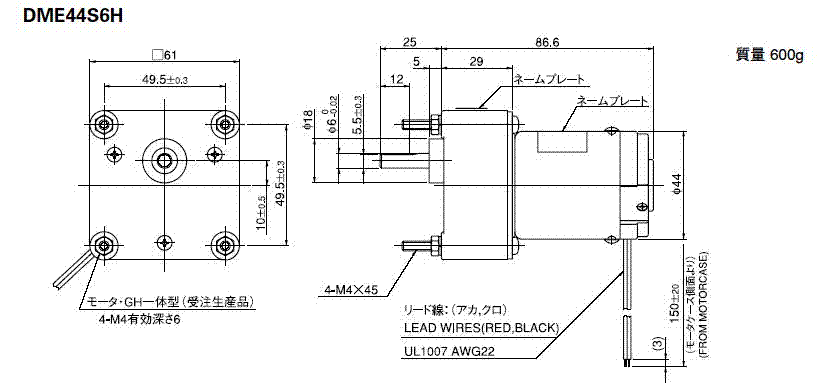 DME44S6H
□61
49.5±0.3
25
86.6
5
29
12
ネームプレート
ネームプレート
質量 600g
φ18
φ6 0 -0.02
5.5±0.3
49.5±0.3
10±0.5
φ44
4-M4×45
モータ・GH一体型(受注生産品)
4-M4有効深さ6
リード線:(アカ,クロ)
LEAD WIRES(RED,BLACK)
UL1007 AWG22
150±20
(モータケース側面より)
(FROM MOTORCASE)
(3)